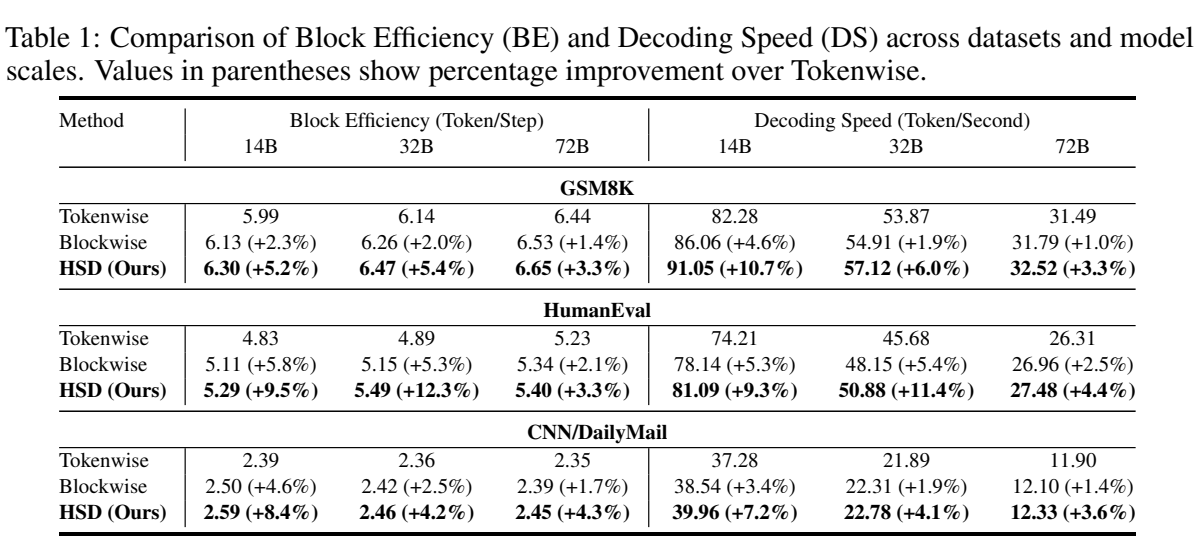 Table 1: Comparison of Block Efficiency (BE) and Decoding Speed (DS) across datasets and model
scales. Values in parentheses show percentage improvement over Tokenwise.
Method Block Efficiency (Token/Step) Decoding Speed (Token/Second)
14B 32B 72B 14B 32B 72B
GSM8K
Tokenwise 5.99 6.14 6.44 82.28 53.87 31.49
Blockwise 6.13 (+2.3%) 6.26 (+2.0%) 6.53 (+1.4%) 86.06 (+4.6%) 54.91 (+1.9%) 31.79 (+1.0%)
HSD (Ours) 6.30 (+5.2%) 6.47 (+5.4%) 6.65 (+3.3%) 91.05 (+10.7%) 57.12 (+6.0%) 32.52 (+3.3%)
HumanEval
Tokenwise 4.83 4.89 5.23 74.21 45.68 26.31
Blockwise 5.11 (+5.8%) 5.15 (+5.3%) 5.34 (+2.1%) 78.14 (+5.3%) 48.15 (+5.4%) 26.96 (+2.5%)
HSD (Ours) 5.29 (+9.5%) 5.49 (+12.3%) 5.40 (+3.3%) 81.09 (+9.3%) 50.88 (+11.4%) 27.48 (+4.4%)
CNN/DailyMail
Tokenwise 2.39 2.36 2.35 37.28 21.89 11.90
Blockwise 2.50 (+4.6%) 2.42 (+2.5%) 2.39 (+1.7%) 38.54 (+3.4%) 22.31 (+1.9%) 12.10 (+1.4%)
HSD (Ours) 2.59 (+8.4%) 2.46 (+4.2%) 2.45 (+4.3%) 39.96 (+7.2%) 22.78 (+4.1%) 12.33 (+3.6%)